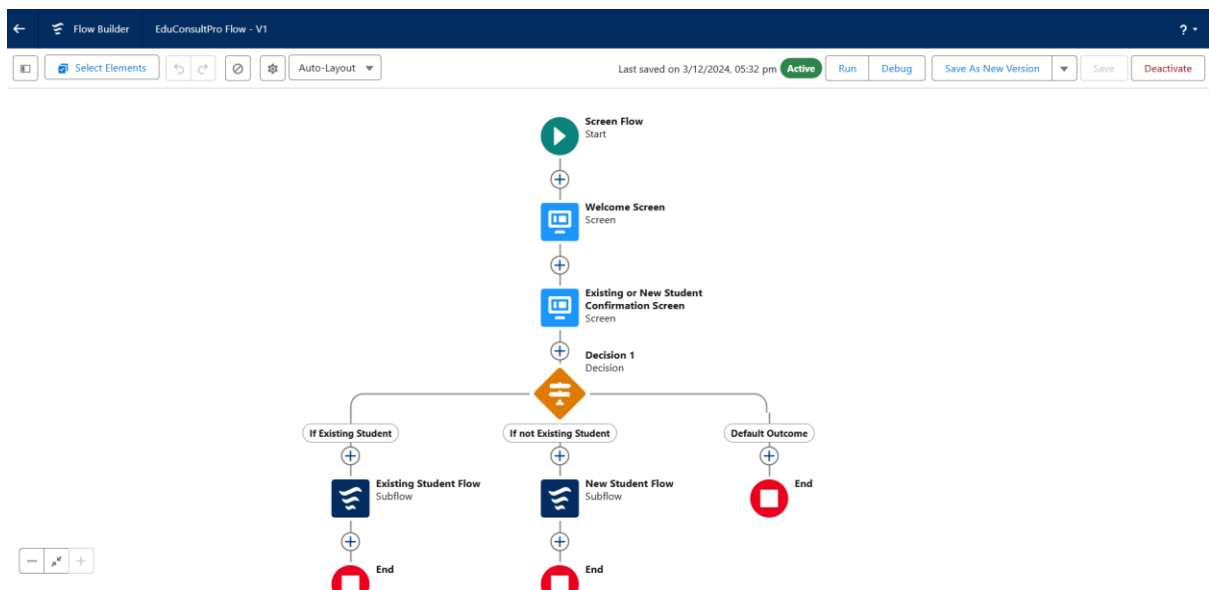 Flow Builder
EduConsultPro Flow - V1
?
Select Elements
Auto-Layout
Last saved on 3/12/2024, 05:32 pm
Active
Run
Debug
Save As New Version
Save
Deactivate
Screen Flow
Start
Welcome Screen
Screen
Existing or New Student
Confirmation Screen
Screen
Decision 1
Decision
If Existing Student
If not Existing Student
Default Outcome
Existing Student Flow
Subflow
New Student Flow
Subflow
End
End
End